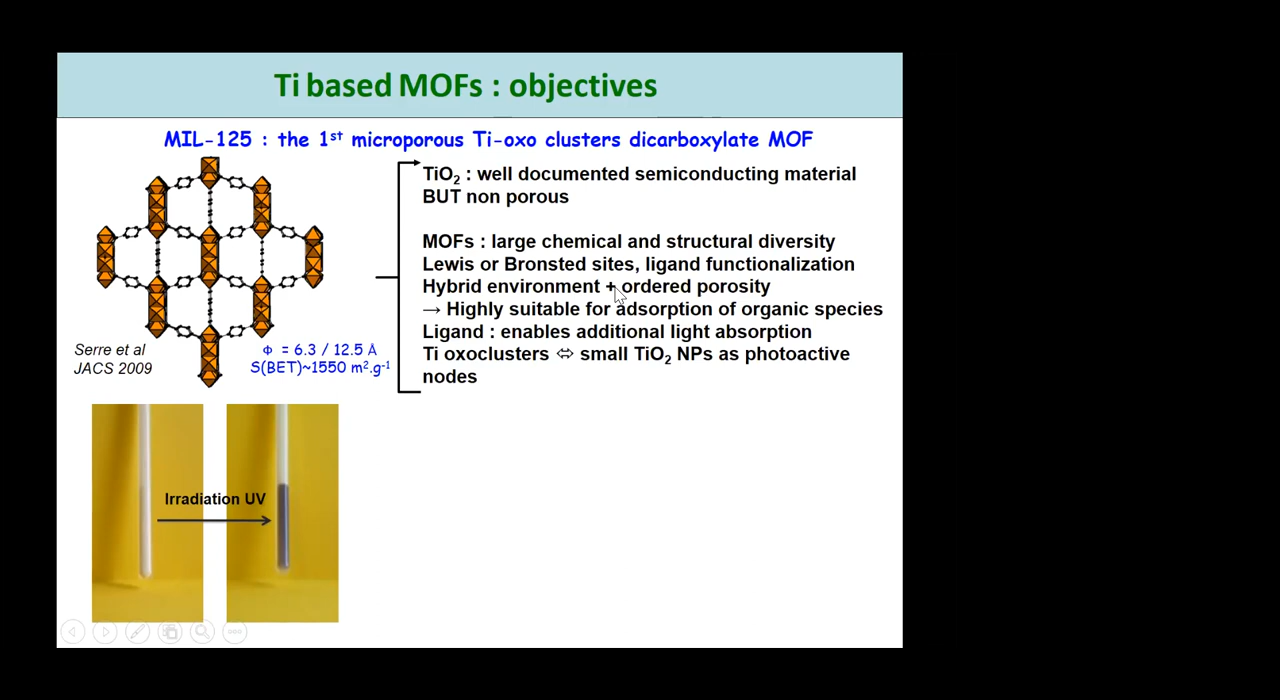 Ti based MOFs : objectives
MIL-125 : the 1st microporous Ti-oxo clusters dicarboxylate MOF
TiO2 : well documented semiconducting material
BUT non porous
MOFs : large chemical and structural diversity
Lewis or Bronsted sites, ligand functionalization
Hybrid environment + ordered porosity
→ Highly suitable for adsorption of organic species
Ligand : enables additional light absorption
Ti oxoclusters ⇔ small TiO2 NPs as photoactive
nodes
Serre et al
JACS 2009
Φ = 6.3 / 12.5 Å
S(BET)~1550 m².g⁻¹
Irradiation UV